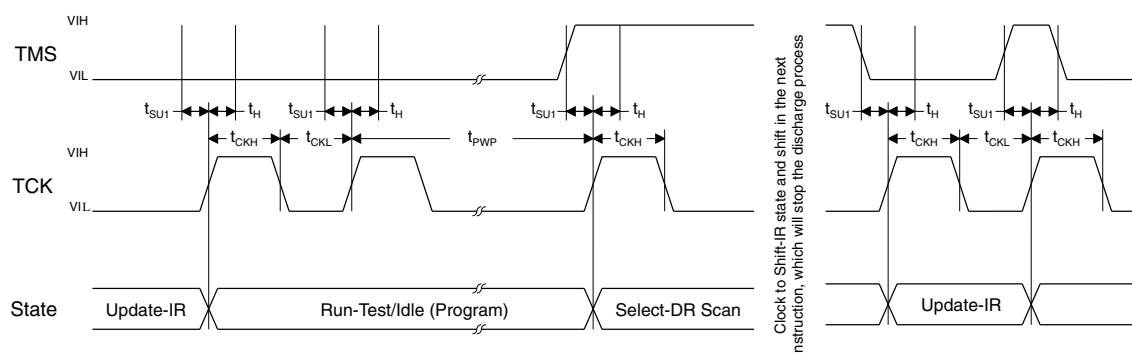 VIH
TMS
VIL
tSU1 tH tSU1 tH tSU1 tH tSU1 tH tSU1 tH
tCKH tCKL tPWP tCKH tCKH tCKL tCKH
VIH
TCK
VIL
State Update-IR Run-Test/Idle (Program) Select-DR Scan Update-IR
Clock to Shift-IR state and shift in the next
nstruction, which will stop the discharge process